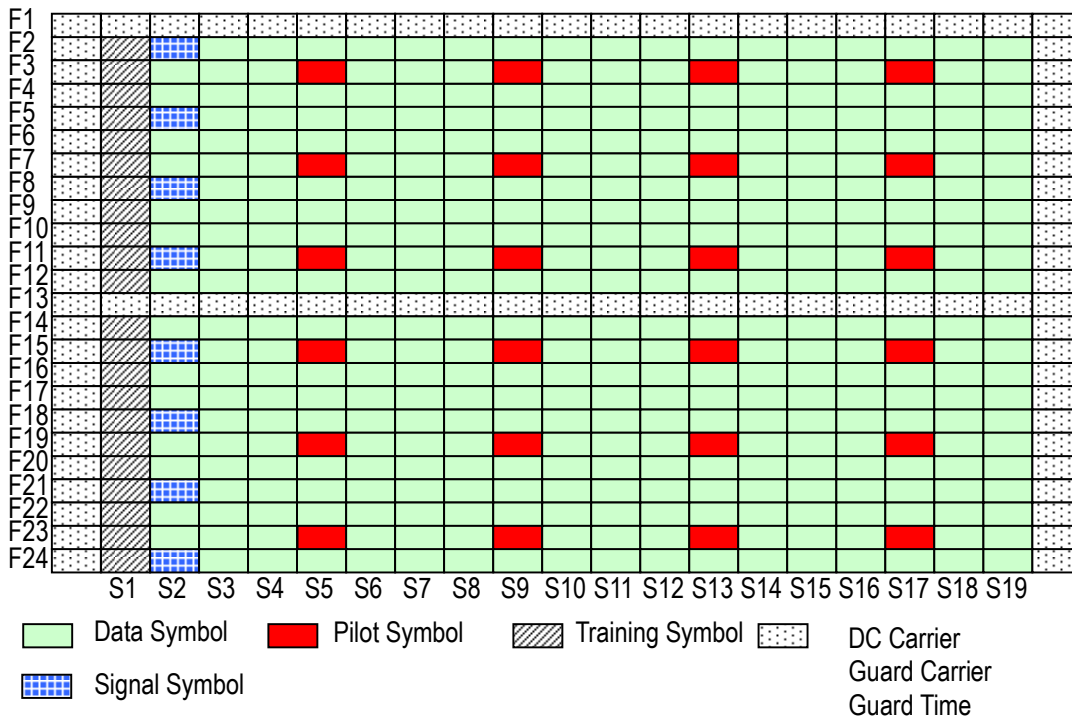 F1
F2
F3
F4
F5
F6
F7
F8
F9
F10
F11
F12
F13
F14
F15
F16
F17
F18
F19
F20
F21
F22
F23
F24
S1 S2 S3 S4 S5 S6 S7 S8 S9 S10 S11 S12 S13 S14 S15 S16 S17 S18 S19
Data Symbol Pilot Symbol Training Symbol DC Carrier
Guard Carrier
Signal Symbol
Guard Time